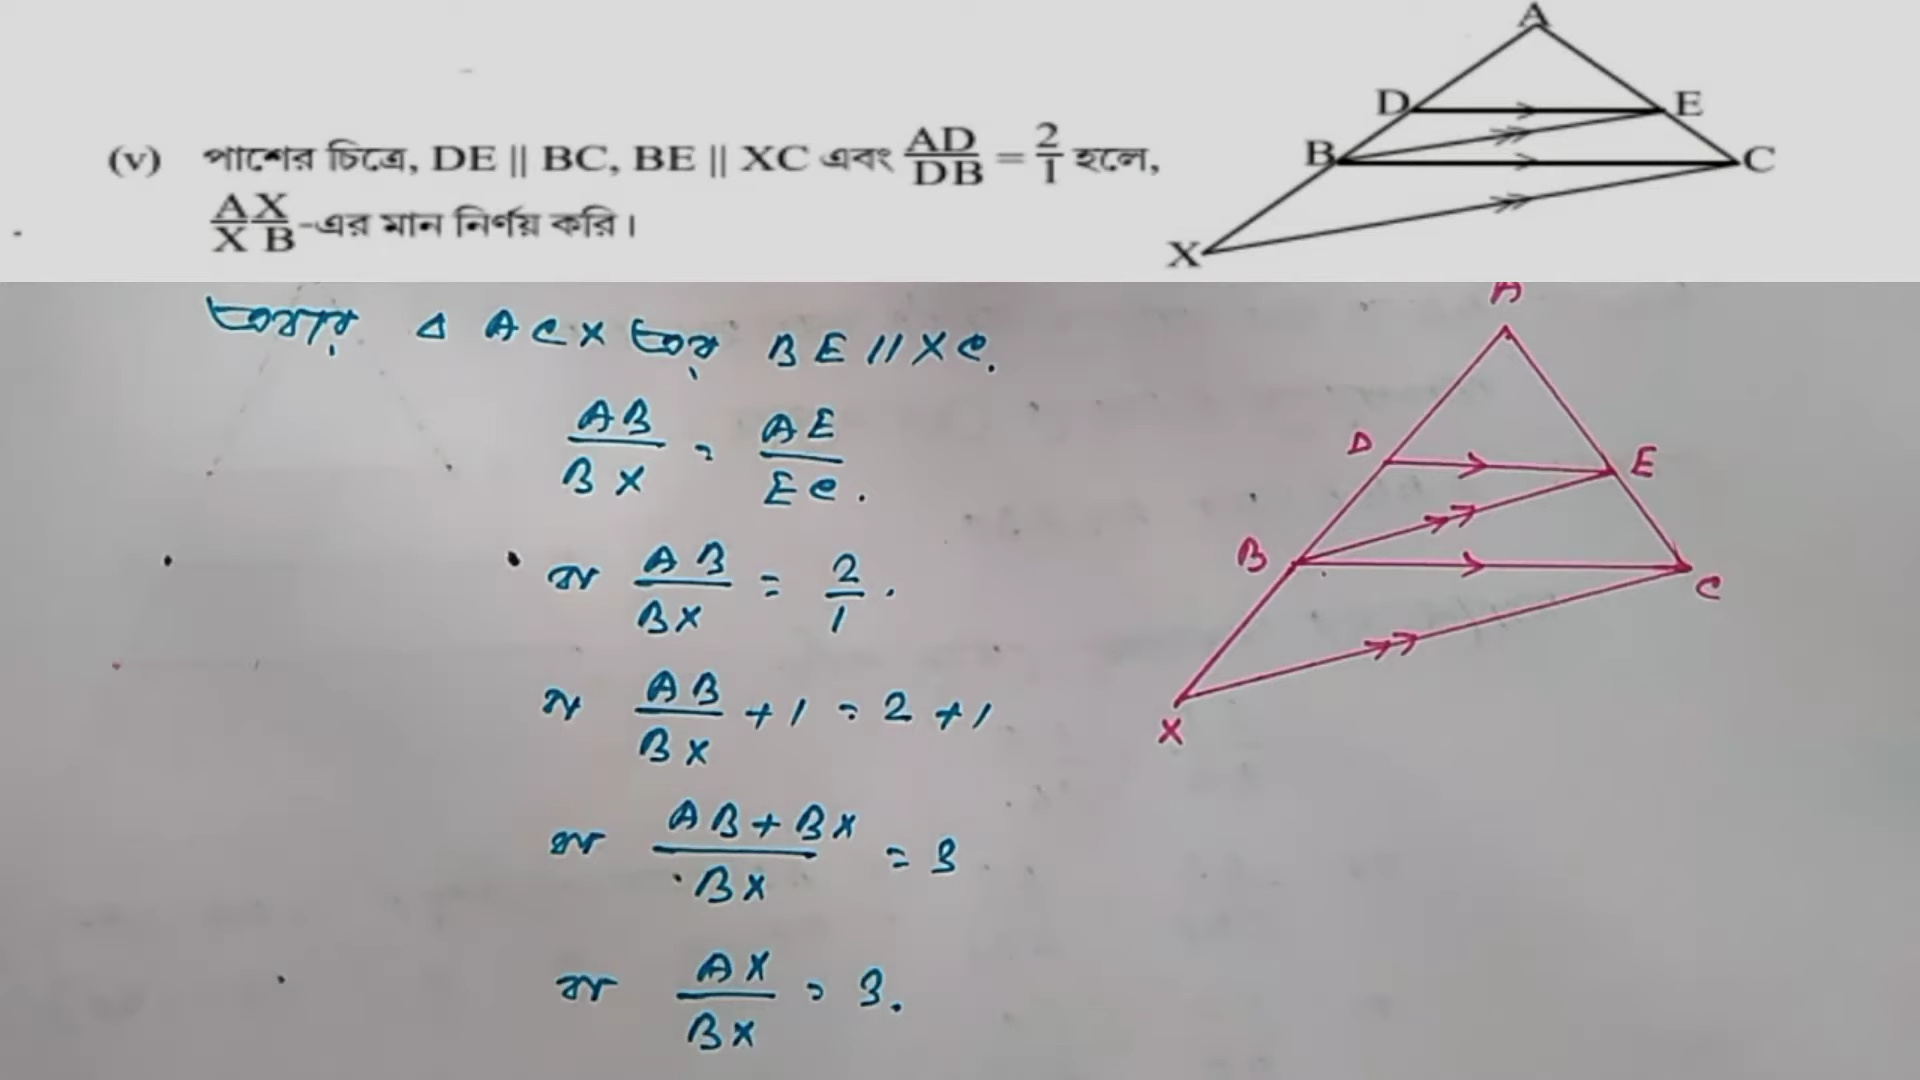 (v) পাশের চিত্রে, DE || BC, BE || XC এবং AD/DB = 2/1 হলে,
AX/XB -এর মান নির্ণয় করি।
A
D E
B C
X
Δ ACX BE // XC.
AB/BX = AE/EC.
বা AB/BX = 2/1.
বা AB/BX + 1 = 2 + 1
বা AB + BX/BX = 3
বা AX/BX = 3.
A
D E
B C
X